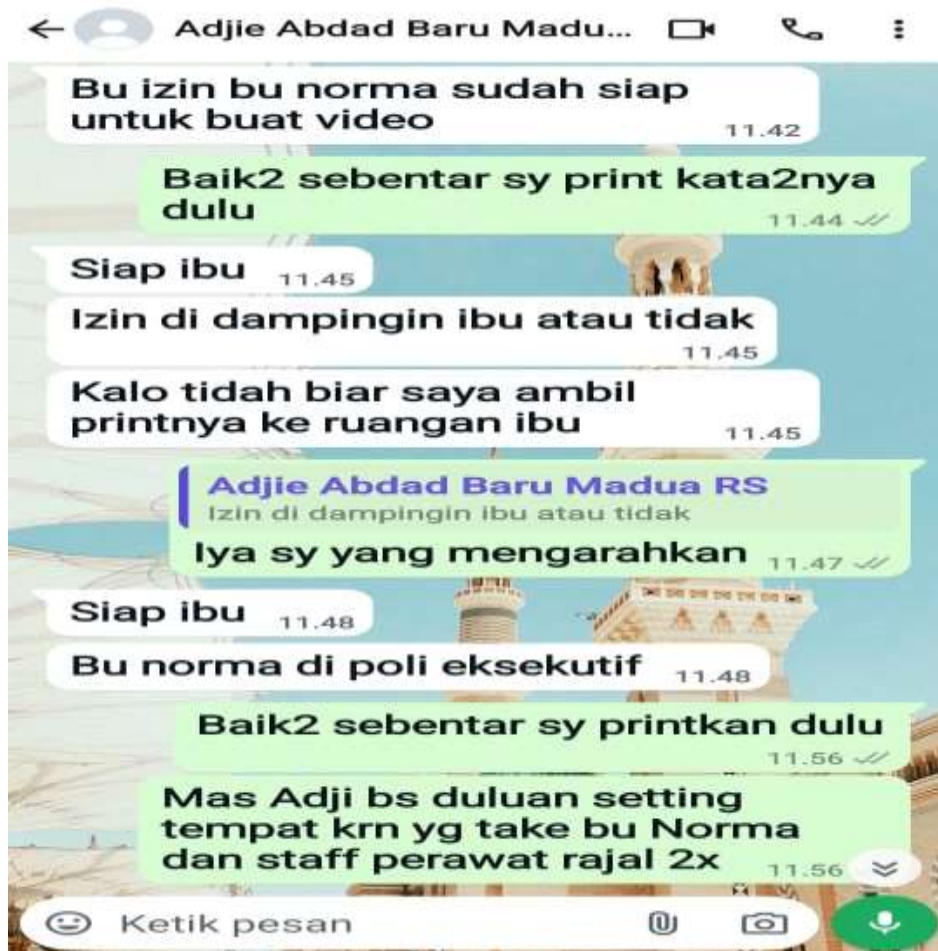 Adjie Abdad Baru Madu...
Bu izin bu norma sudah siap
untuk buat video
11.42
Baik2 sebentar sy print kata2nya
dulu
11.44
Siap ibu 11.45
Izin di dampingin ibu atau tidak
11.45
Kalo tidah biar saya ambil
printnya ke ruangan ibu
11.45
Adjie Abdad Baru Madua RS
Izin di dampingin ibu atau tidak
Iya sy yang mengarahkan 11.47
Siap ibu 11.48
Bu norma di poli eksekutif 11.48
Baik2 sebentar sy printkan dulu
11.56
Mas Adji bs duluan setting
tempat krn yg take bu Norma
dan staff perawat rajal 2x 11.56
Ketik pesan